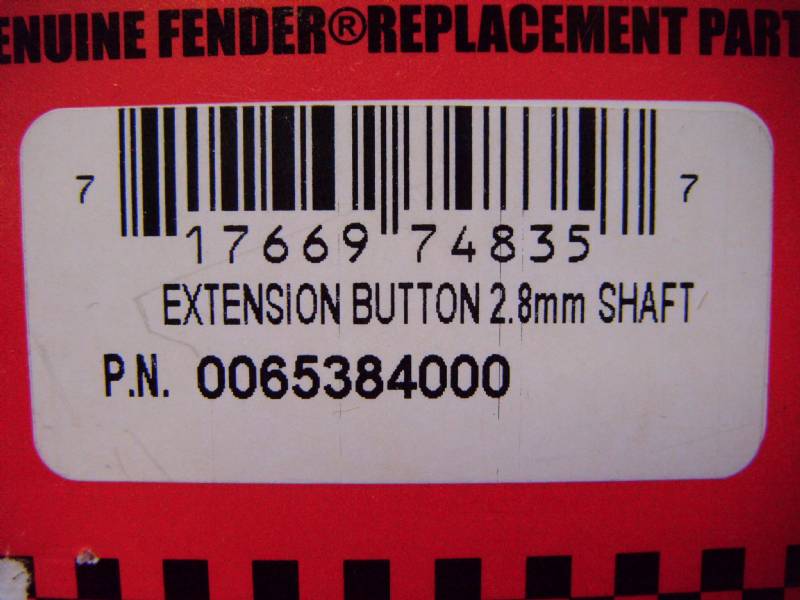 ENUINE FENDER®REPLACEMENT PART
7 17669 74835 7
EXTENSION BUTTON 2.8mm SHAFT
P.N. 0065384000